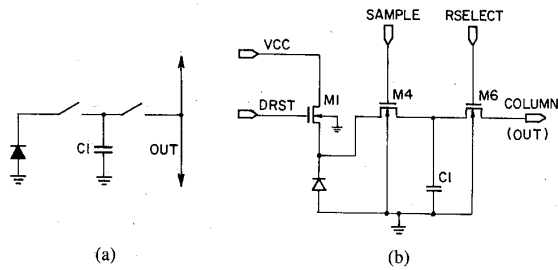 C1
OUT
(a)
SAMPLE
RSELECT
VCC
DRST
M1
M4
M6
COLUMN
(OUT)
C1
(b)